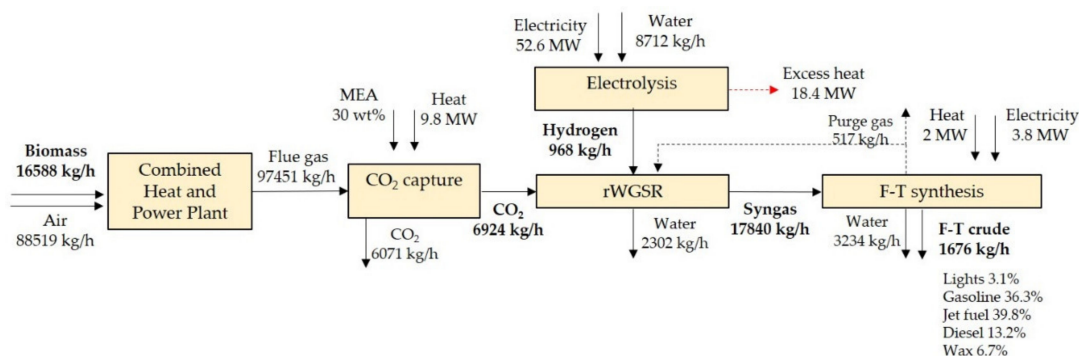 Electricity
52.6 MW
Water
8712 kg/h
Electrolysis
Excess heat
18.4 MW
MEA
30 wt%
Heat
9.8 MW
Hydrogen
968 kg/h
Purge gas
517 kg/h
Heat
2 MW
Electricity
3.8 MW
Biomass
16588 kg/h
Air
88519 kg/h
Combined
Heat and
Power Plant
Flue gas
97451 kg/h
CO₂ capture
CO₂
6071 kg/h
CO₂
6924 kg/h
rWGSR
Water
2302 kg/h
Syngas
17840 kg/h
F-T synthesis
Water
3234 kg/h
F-T crude
1676 kg/h
Lights 3.1%
Gasoline 36.3%
Jet fuel 39.8%
Diesel 13.2%
Wax 6.7%